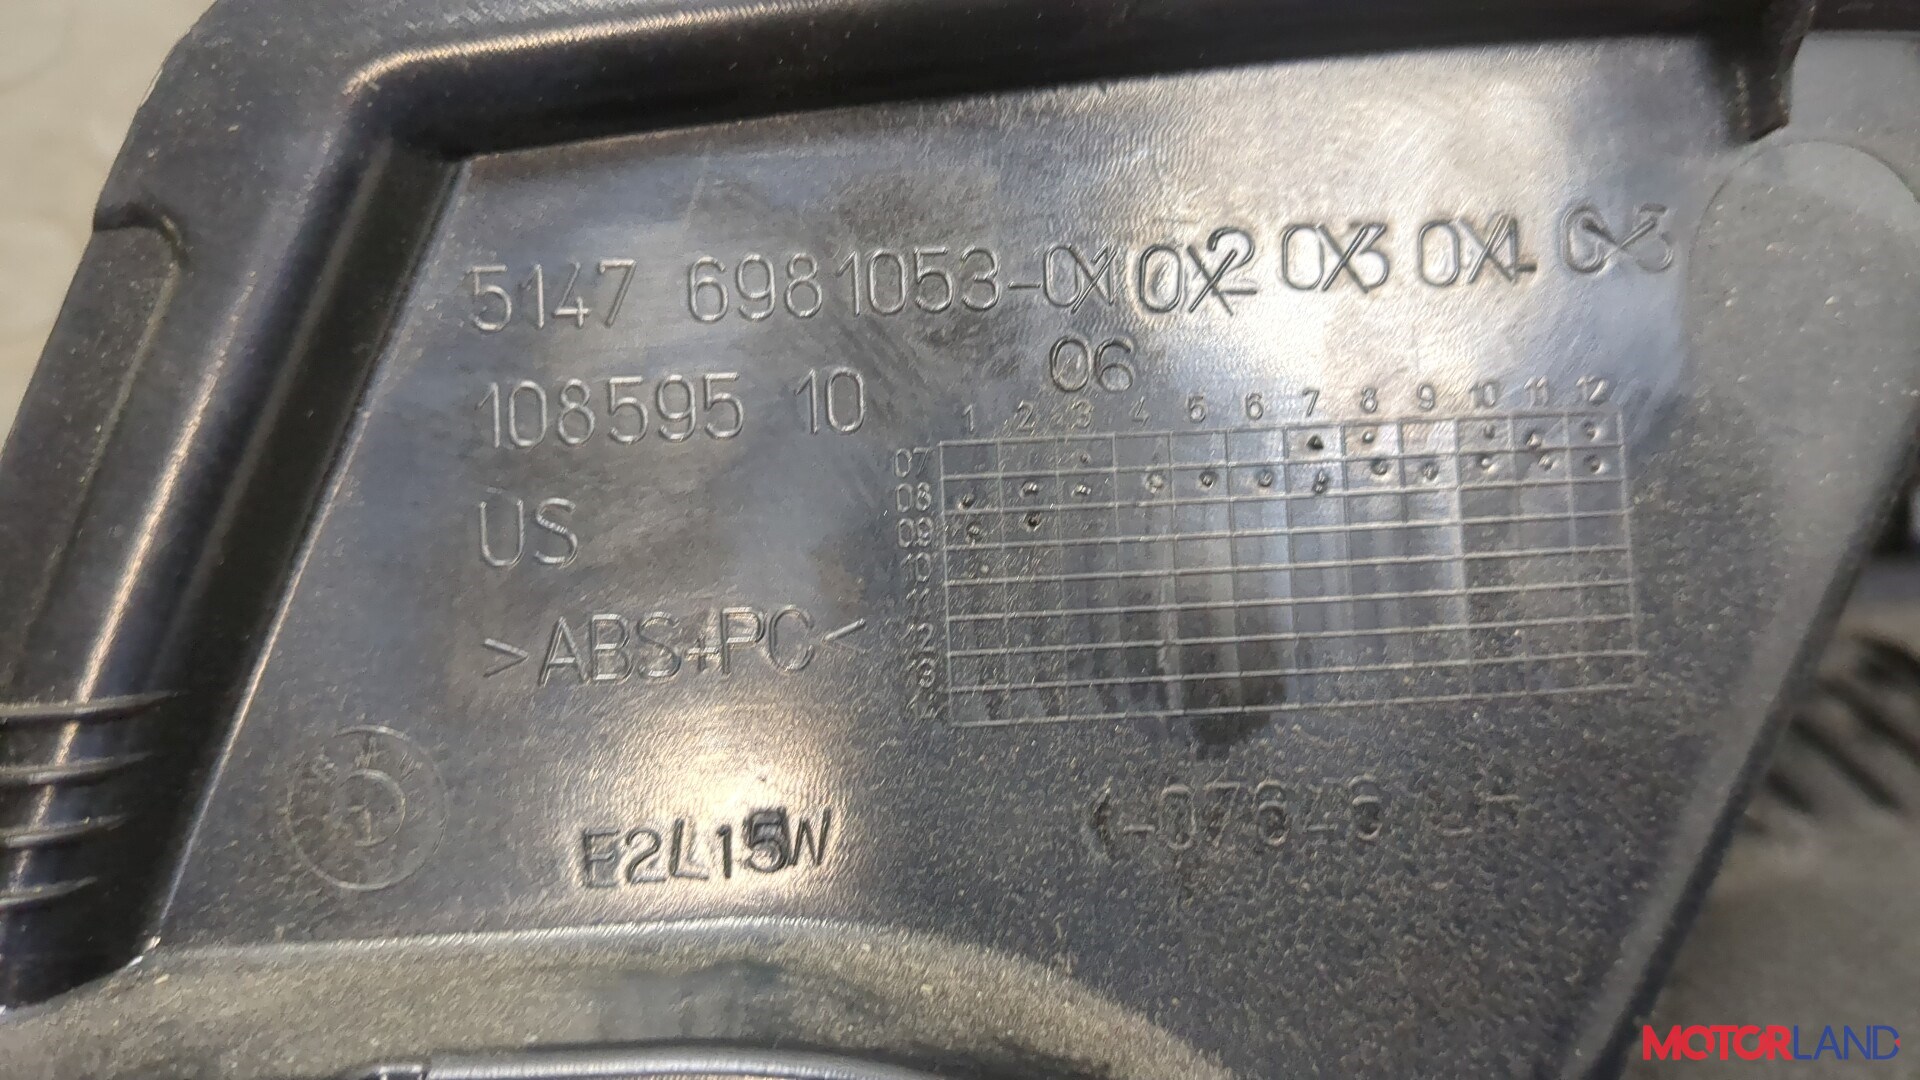 5147 6981053-01 02 03 04 05
06
108595 10
1 2 3 4 5 6 7 8 9 10 11 12
07
08
09
10
US
>ABS+PC<
E2L15W
MOTORLAND